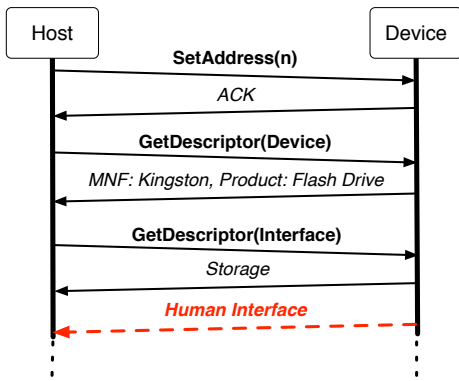 Host
Device
SetAddress(n)
ACK
GetDescriptor(Device)
MNF: Kingston, Product: Flash Drive
GetDescriptor(Interface)
Storage
Human Interface